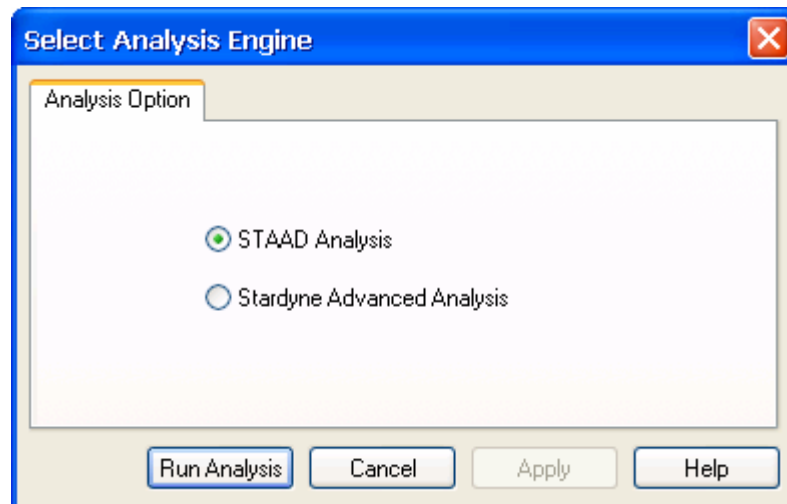 Select Analysis Engine
Analysis Option
STAAD Analysis
Stardyne Advanced Analysis
Run Analysis Cancel Apply Help